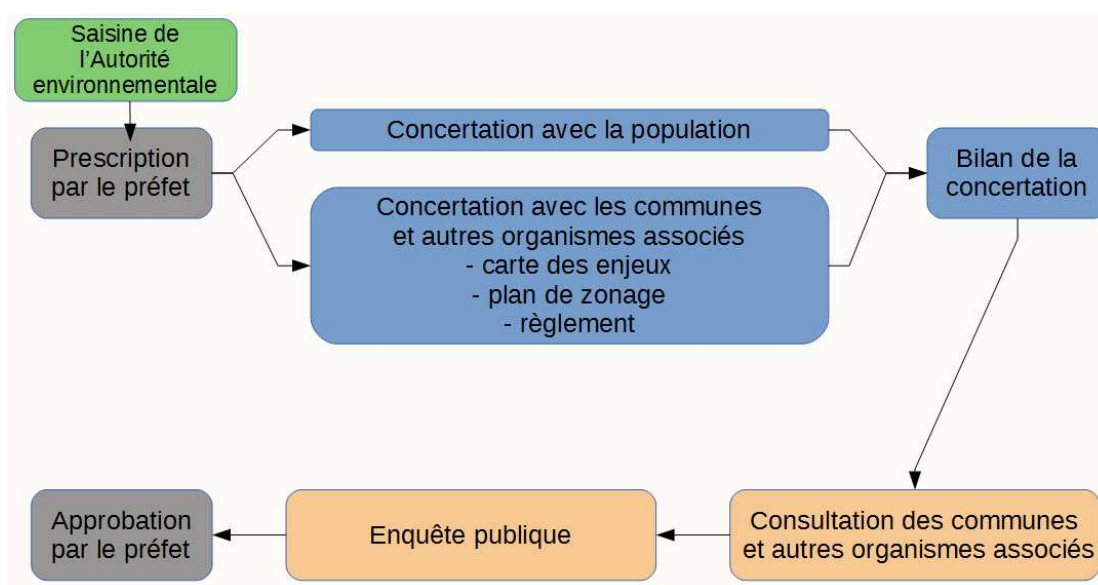 Saisine de
l'Autorité
environnementale
Prescription
par le préfet
Concertation avec la population
Concertation avec les communes
et autres organismes associés
- carte des enjeux
- plan de zonage
- règlement
Bilan de la
concertation
Consultation des communes
et autres organismes associés
Enquête publique
Approbation
par le préfet